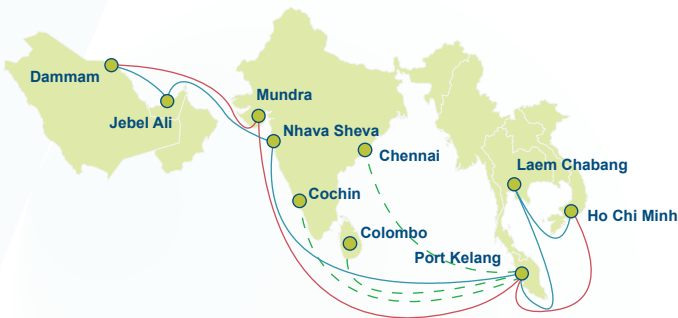 Dammam
Jebel Ali
Mundra
Nhava Sheva
Chennai
Cochin
Colombo
Port Kelang
Laem Chabang
Ho Chi Minh